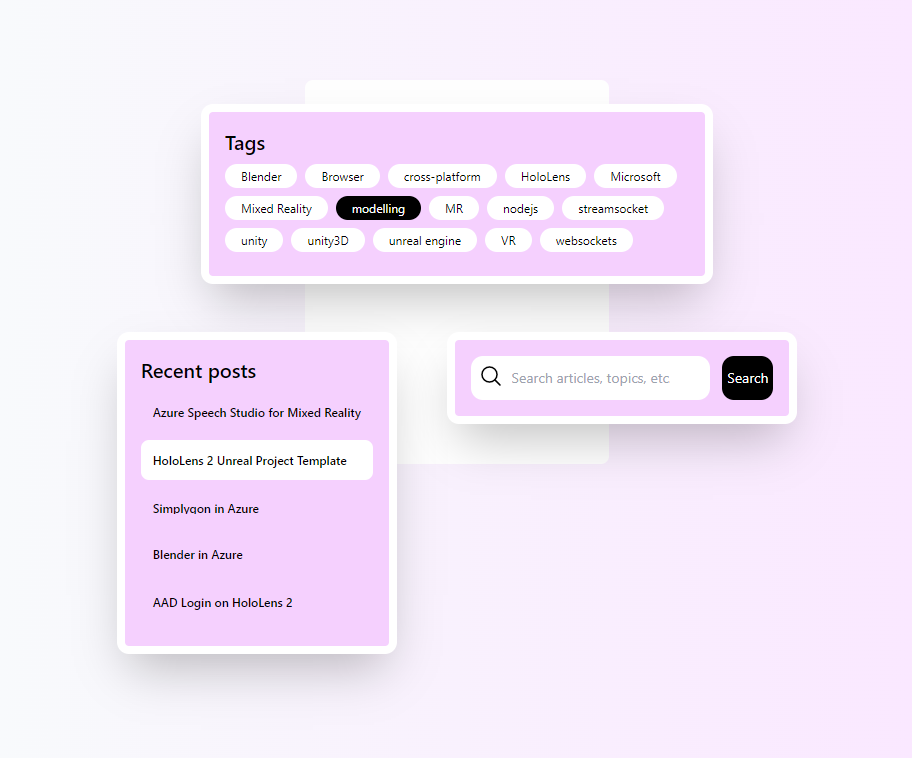 Tags
Blender Browser cross-platform HoloLens Microsoft
Mixed Reality modelling MR nodejs streamsocket
unity unity3D unreal engine VR websockets
Recent posts
Azure Speech Studio for Mixed Reality
HoloLens 2 Unreal Project Template
Simplygon in Azure
Blender in Azure
AAD Login on HoloLens 2
Search articles, topics, etc Search